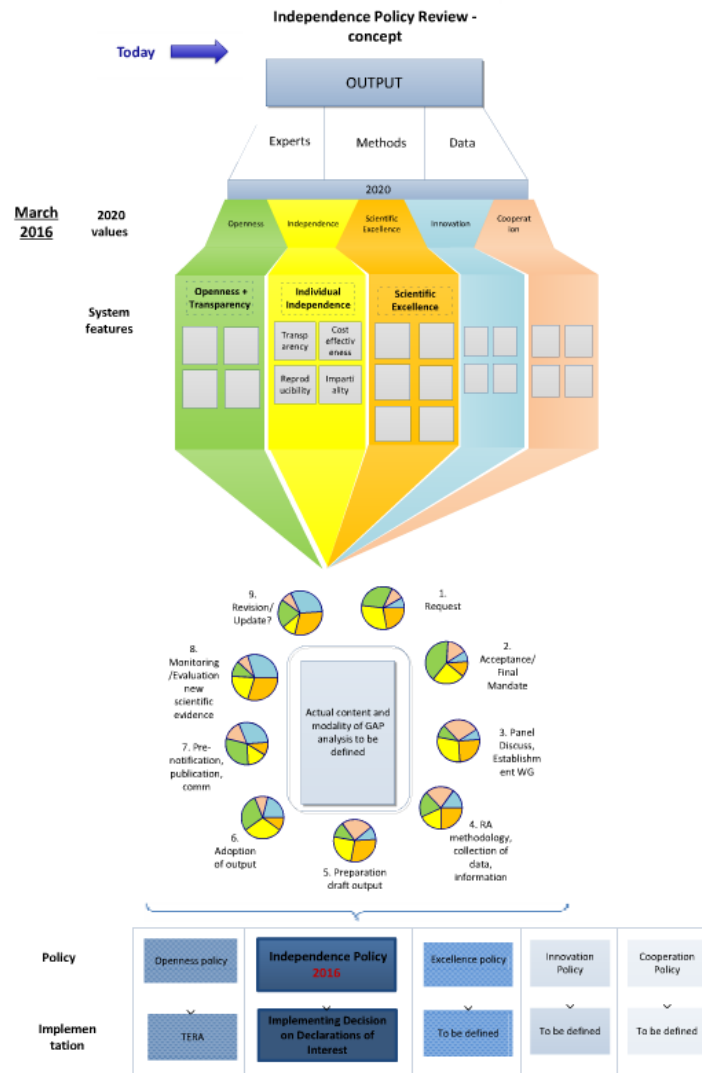 Independence Policy Review -
concept
Today
OUTPUT
Experts
Methods
Data
2020
March
2016
2020
values
Openness
Independence
Scientific
Excellence
Innovation
Cooperat
ion
System
features
Openness +
Transparency
Individual
Independence
Scientific
Excellence
Transp
arency
Cost
effectiv
eness
Reprod
ucibility
Imparti
ality
9.
Revision/
Update?
1.
Request
8.
Monitoring
/Evaluation
new
scientific
evidence
2.
Acceptance/
Final
Mandate
Actual content and
modality of GAP
analysis to be
defined
7. Pre-
notification,
publication,
comm
3. Panel
Discuss,
Establishm
ent WG
6.
Adoption
of output
5. Preparation
draft output
4. RA
methodology,
collection of
data,
information
Policy
Openness policy
Independence Policy
2016
Excellence policy
Innovation
Policy
Cooperation
Policy
Implemen
tation
TERA
Implementing Decision
on Declarations of
Interest
To be defined
To be defined
To be defined